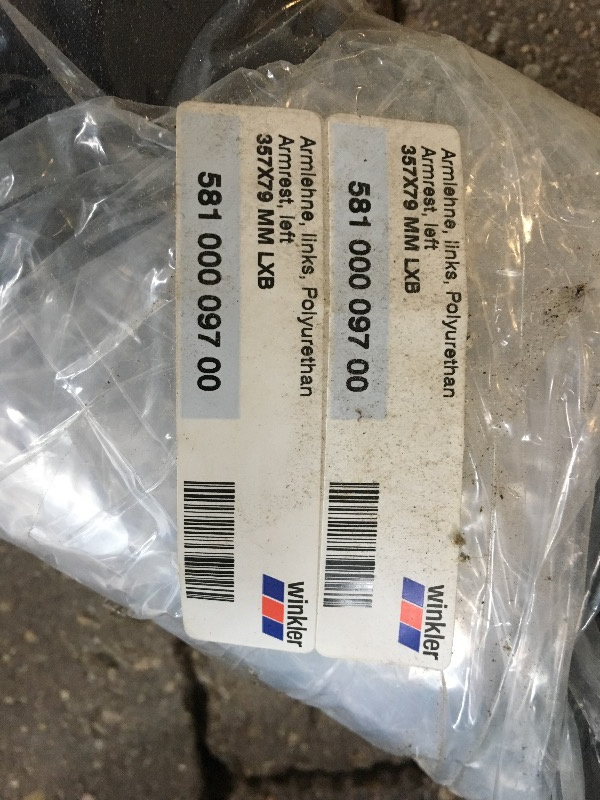 Armlehne, links, Polyurethan
Armrest, left
357X79 MM LXB
581 000 097 00
winkler
Armlehne, links, Polyurethan
Armrest, left
357X79 MM LXB
581 000 097 00
winkler